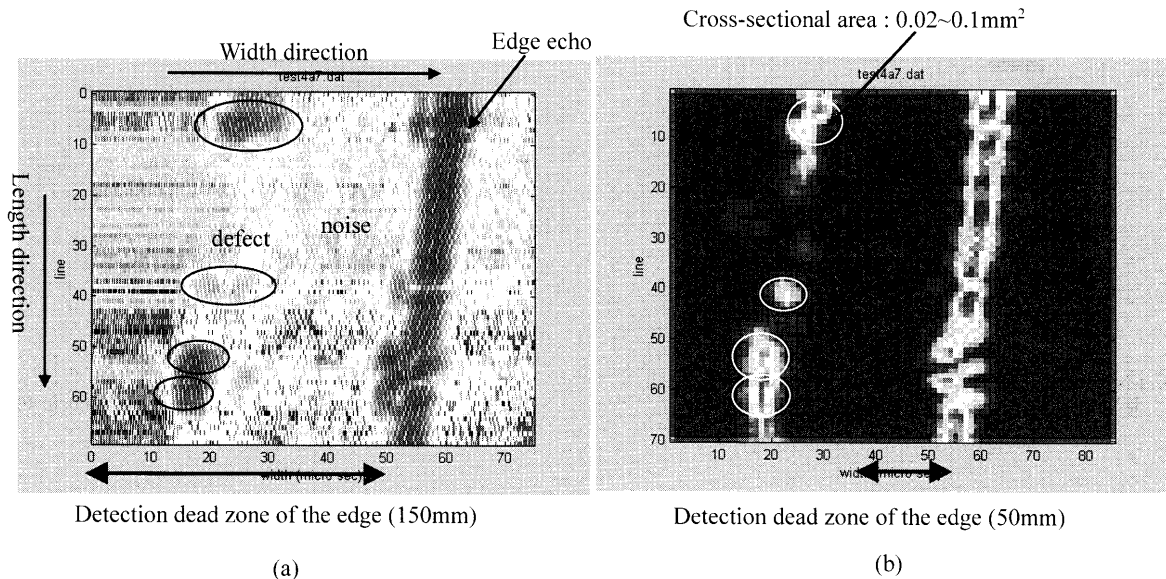 Cross-sectional area : 0.02~0.1mm²
Width direction
Edge echo
test4a7.dat
test4a7.dat
0
10
20
30
40
50
60
line
Length direction
defect
noise
0
10
20
30
40
50
60
70
width (micro sec)
10
20
30
40
50
60
70
line
10
20
30
40
50
60
70
80
width (micro sec)
Detection dead zone of the edge (150mm)
Detection dead zone of the edge (50mm)
(a)
(b)